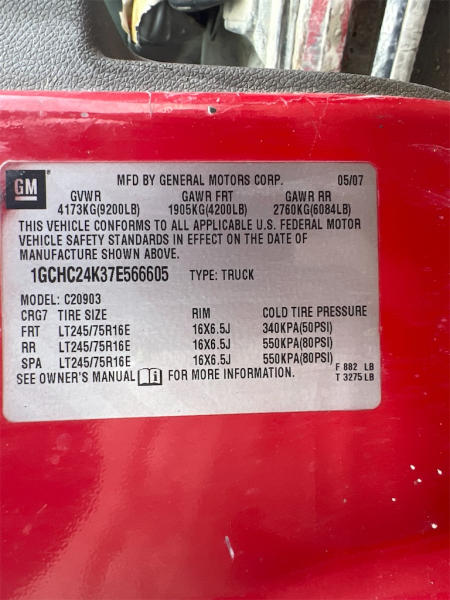 GM
MFD BY GENERAL MOTORS CORP. 05/07
GVWR GAWR FRT GAWR RR
4173KG(9200LB) 1905KG(4200LB) 2760KG(6084LB)
THIS VEHICLE CONFORMS TO ALL APPLICABLE U.S. FEDERAL MOTOR
VEHICLE SAFETY STANDARDS IN EFFECT ON THE DATE OF
MANUFACTURE SHOWN ABOVE.
1GCHC24K37E566605 TYPE: TRUCK
MODEL: C20903
CRG7 TIRE SIZE RIM COLD TIRE PRESSURE
FRT LT245/75R16E 16X6.5J 340KPA(50PSI)
RR LT245/75R16E 16X6.5J 550KPA(80PSI)
SPA LT245/75R16E 16X6.5J 550KPA(80PSI)
SEE OWNER'S MANUAL FOR MORE INFORMATION.
F 882 LB
T 3275 LB